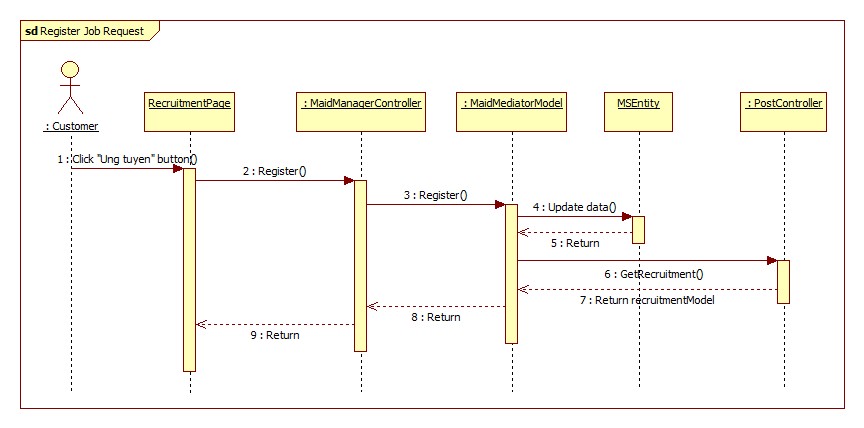 sd Register Job Request
: Customer
RecruitmentPage
: MaidManagerController
: MaidMediatorModel
MSEntity
: PostController
1 : Click "Ung tuyen" button()
2 : Register()
3 : Register()
4 : Update data()
5 : Return
6 : GetRecruitment()
7 : Return recruitmentModel
8 : Return
9 : Return